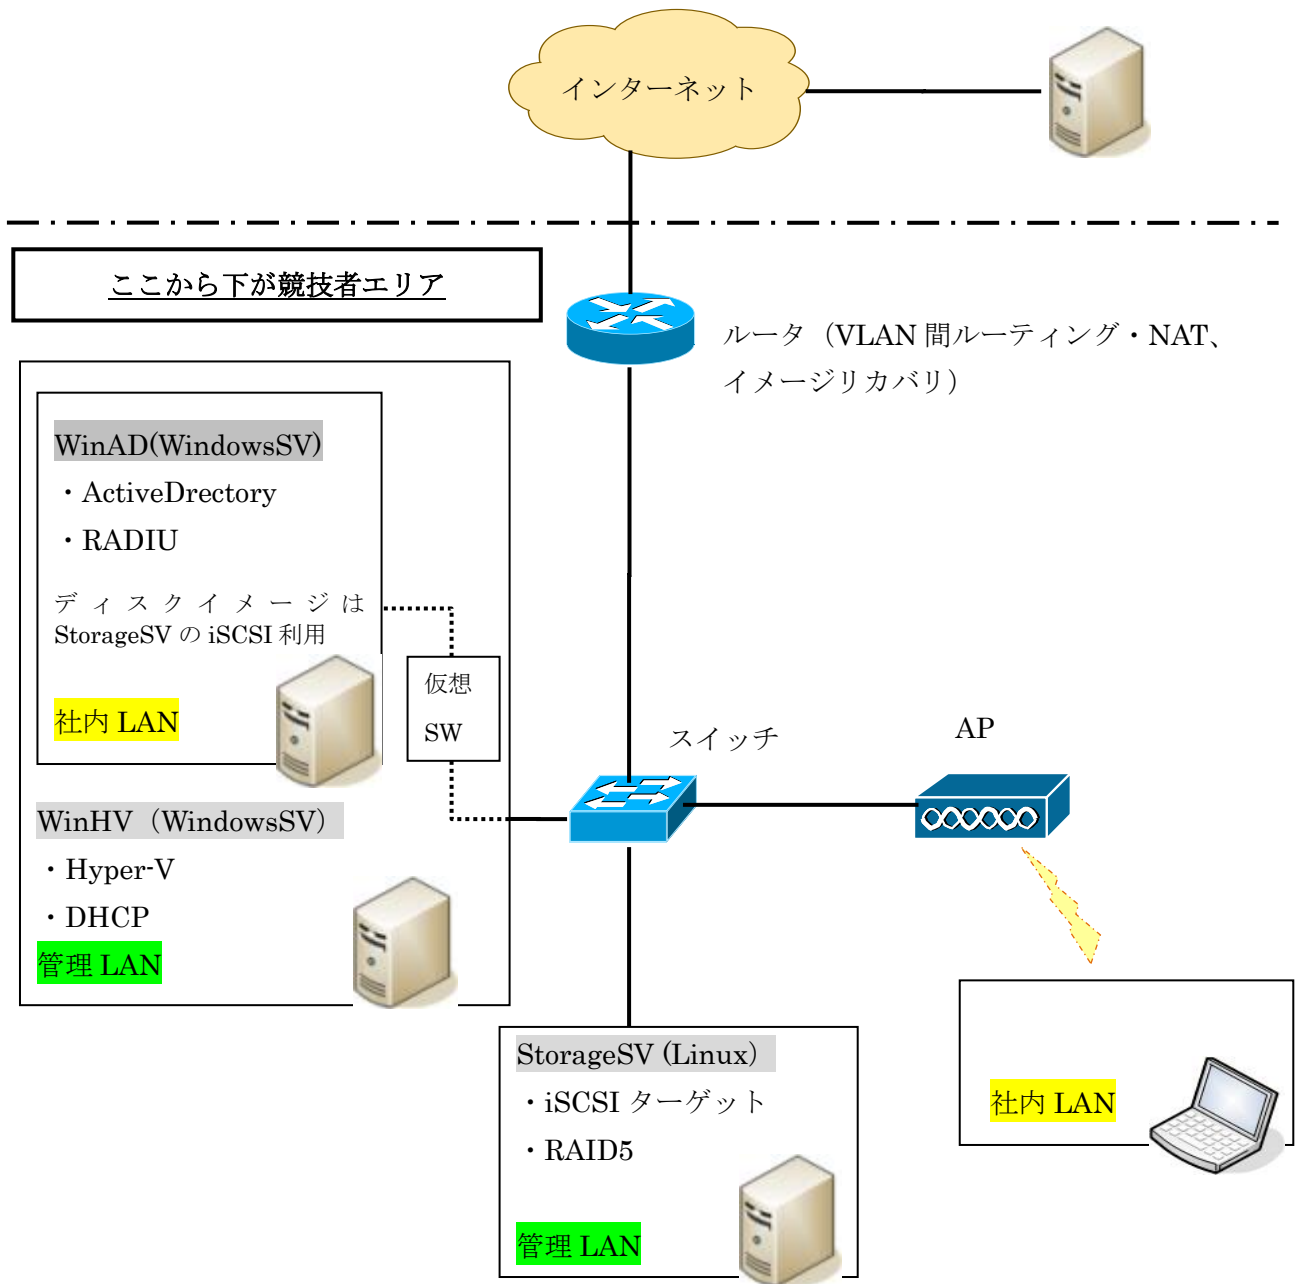 インターネット
ここから下が競技者エリア
ルータ（VLAN 間ルーティング・NAT、
イメージリカバリ）
WinAD(WindowsSV)
・ActiveDrectory
・RADIU
ディスクイメージは
StorageSV の iSCSI 利用
社内 LAN
仮想
SW
スイッチ
AP
WinHV（WindowsSV）
・Hyper-V
・DHCP
管理 LAN
StorageSV (Linux）
・iSCSI ターゲット
・RAID5
管理 LAN
社内 LAN